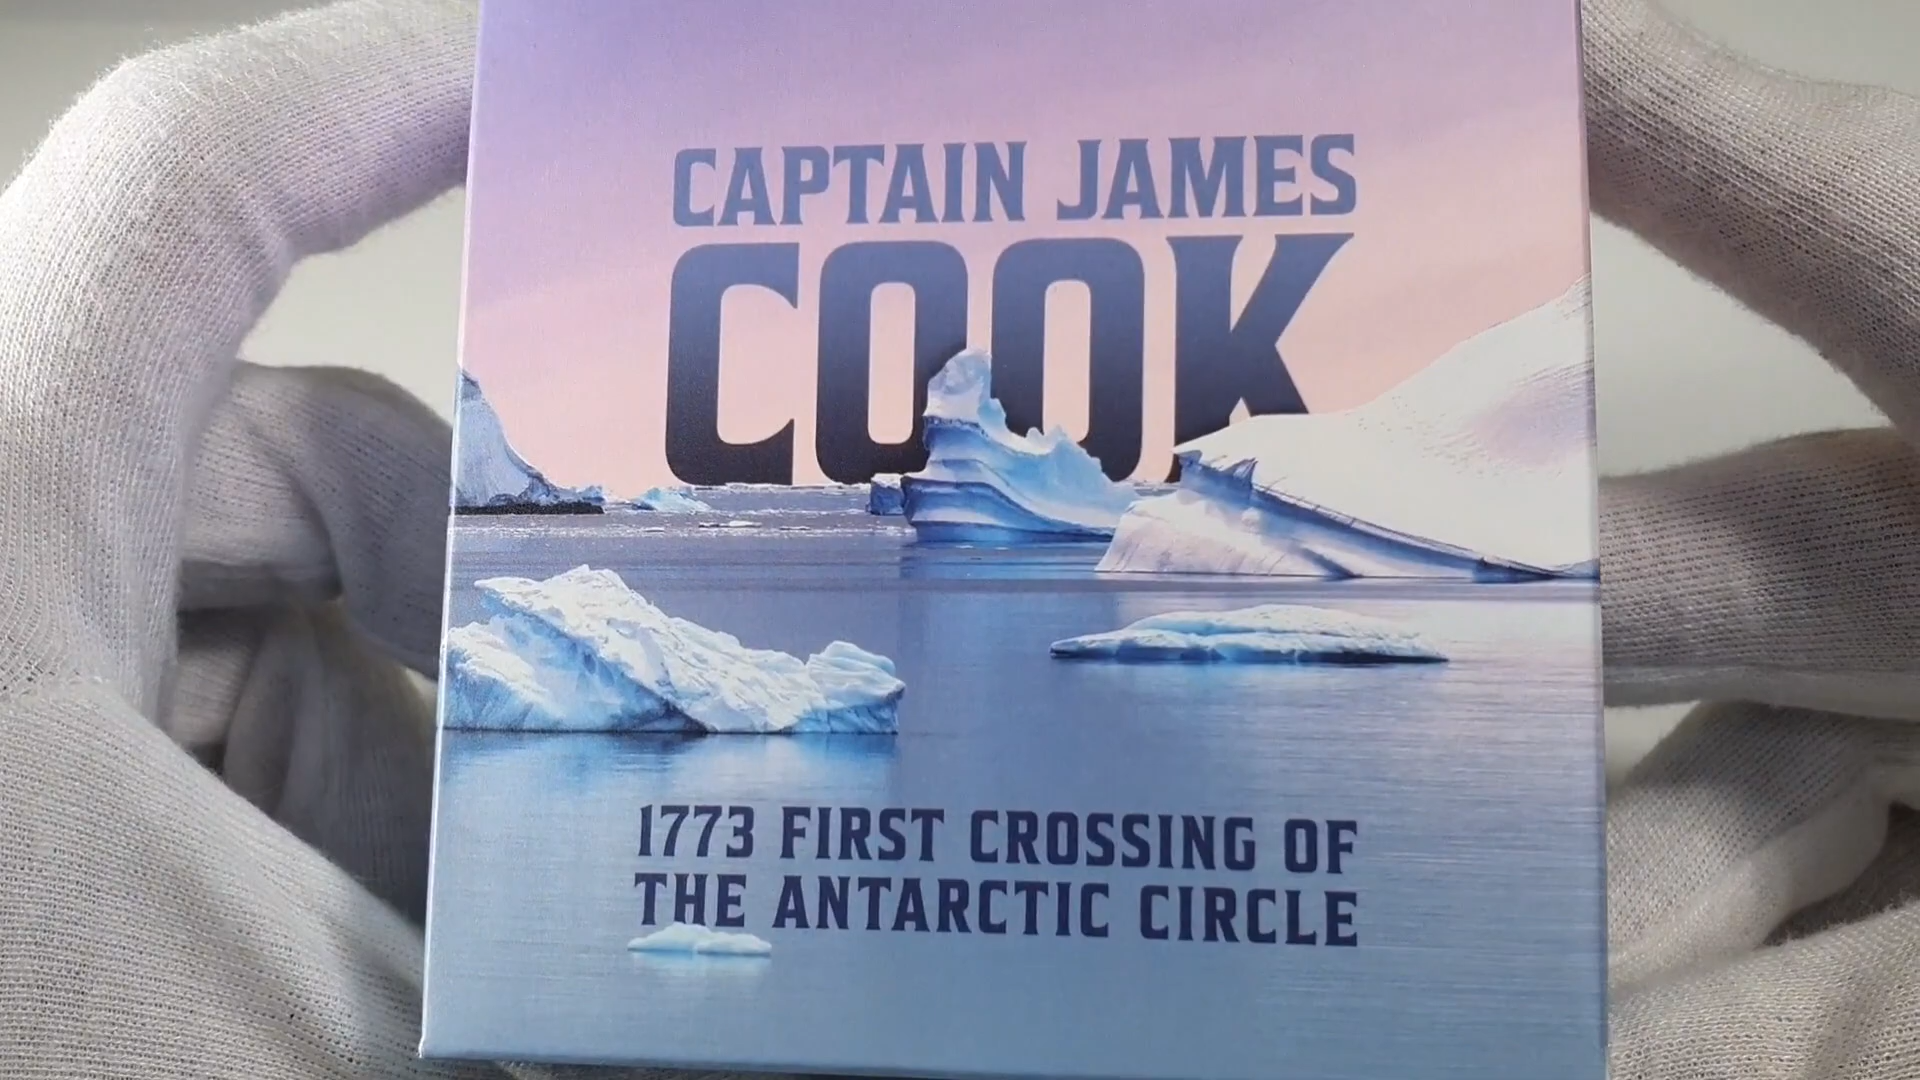 CAPTAIN JAMES
COOK
1773 FIRST CROSSING OF
THE ANTARCTIC CIRCLE